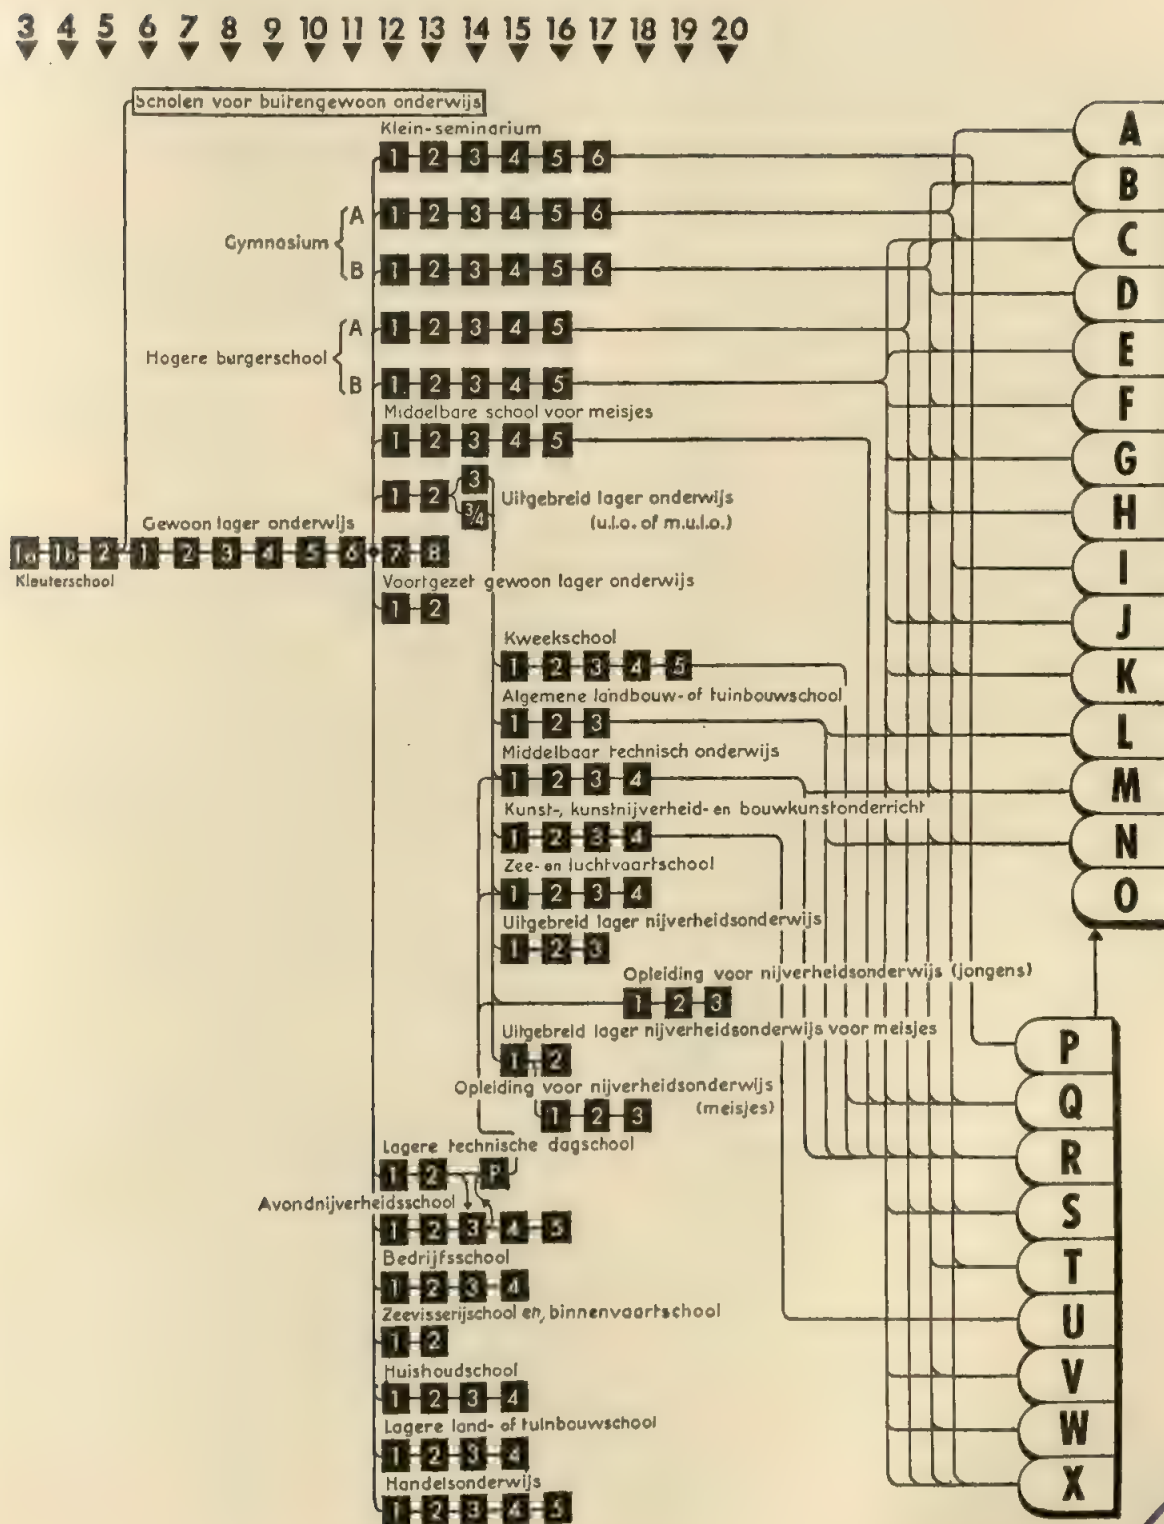 3 4 5 6 7 8 9 10 11 12 13 14 15 16 17 18 19 20
Scholen voor buitengewoon onderwijs
Klein-seminarium
1 2 3 4 5 6
A
B
C
D
E
F
G
H
I
J
K
L
M
N
O
Gymnasium
A 1 2 3 4 5 6
B 1 2 3 4 5 6
Hogere burgerschool
A 1 2 3 4 5
B 1 2 3 4 5
Middelbare school voor meisjes
1 2 3 4 5
1 2 3
3/4
Uitgebreid lager onderwijs
(u.l.o. of m.u.l.o.)
Gewoon lager onderwijs
1a 1b 2 1 2 3 4 5 6 7 8
Kleuterschool
Voortgezet gewoon lager onderwijs
1 2
Kweekschool
1 2 3 4 5
Algemene landbouw- of tuinbouwschool
1 2 3
Middelbaar technisch onderwijs
1 2 3 4
Kunst-, kunstnijverheid- en bouwkunstonderricht
1 2 3 4
Zee- en luchtvaartschool
1 2 3 4
Uitgebreid lager nijverheidsonderwijs
1 2 3
Opleiding voor nijverheidsonderwijs (jongens)
1 2 3
Uitgebreid lager nijverheidsonderwijs voor meisjes
1 2
Opleiding voor nijverheidsonderwijs
(meisjes)
1 2 3
Lagere technische dagschool
1 2 P
Avondnijverheidsschool
1 2 3 4 5
Bedrijfsschool
1 2 3 4
Zeevisserijschool en, binnenvaartschool
1 2
Huishoudschool
1 2 3 4
Lagere land- of tuinbouwschool
1 2 3 4
Handelsonderwijs
1 2 3 4 5
P
Q
R
S
T
U
V
W
X